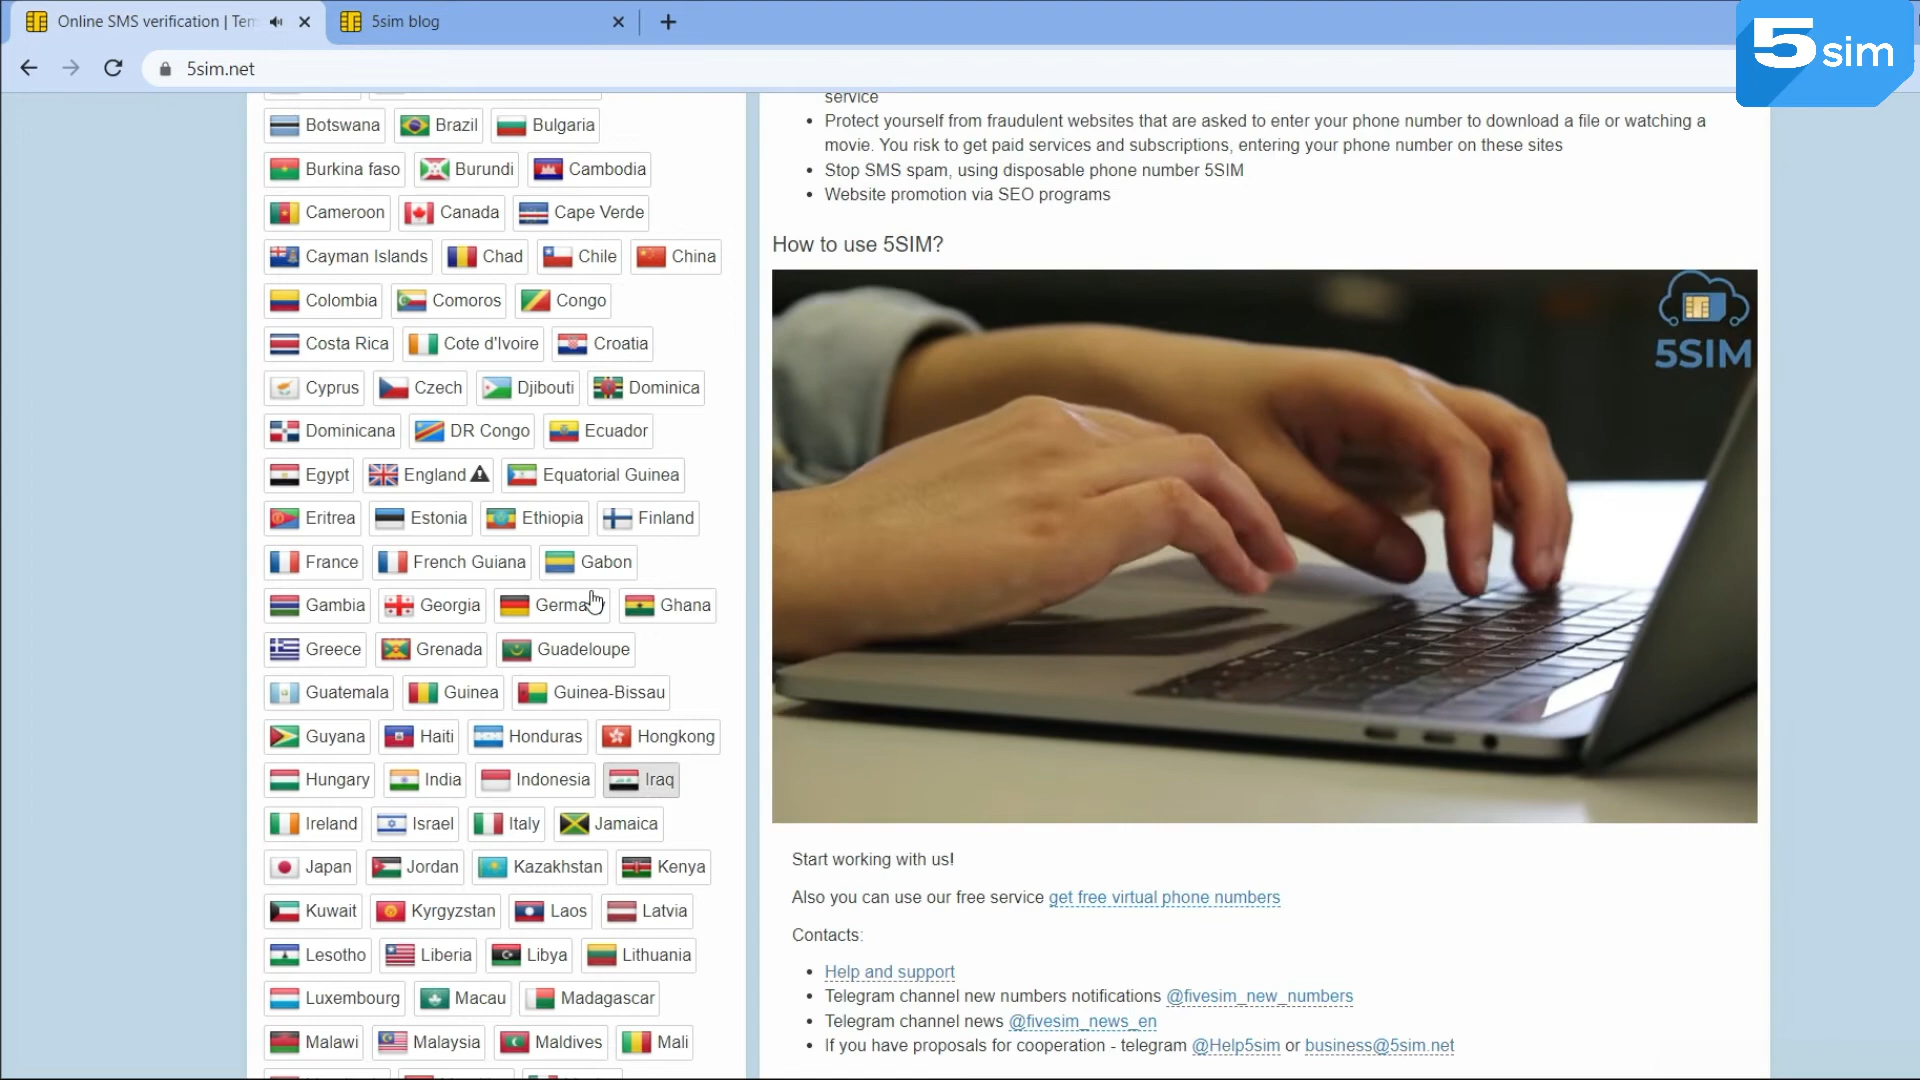 Online SMS verification | Tem
5sim blog
5sim
5sim.net
Botswana Brazil Bulgaria
Burkina faso Burundi Cambodia
Cameroon Canada Cape Verde
Cayman Islands Chad Chile China
Colombia Comoros Congo
Costa Rica Cote d'Ivoire Croatia
Cyprus Czech Djibouti Dominica
Dominicana DR Congo Ecuador
Egypt England Equatorial Guinea
Eritrea Estonia Ethiopia Finland
France French Guiana Gabon
Gambia Georgia Germany Ghana
Greece Grenada Guadeloupe
Guatemala Guinea Guinea-Bissau
Guyana Haiti Honduras Hongkong
Hungary India Indonesia Iraq
Ireland Israel Italy Jamaica
Japan Jordan Kazakhstan Kenya
Kuwait Kyrgyzstan Laos Latvia
Lesotho Liberia Libya Lithuania
Luxembourg Macau Madagascar
Malawi Malaysia Maldives Mali
service
• Protect yourself from fraudulent websites that are asked to enter your phone number to download a file or watching a
movie. You risk to get paid services and subscriptions, entering your phone number on these sites
• Stop SMS spam, using disposable phone number 5SIM
• Website promotion via SEO programs
How to use 5SIM?
5SIM
Start working with us!
Also you can use our free service get free virtual phone numbers
Contacts:
• Help and support
• Telegram channel new numbers notifications @fivesim_new_numbers
• Telegram channel news @fivesim_news_en
• If you have proposals for cooperation - telegram @Help5sim or business@5sim.net